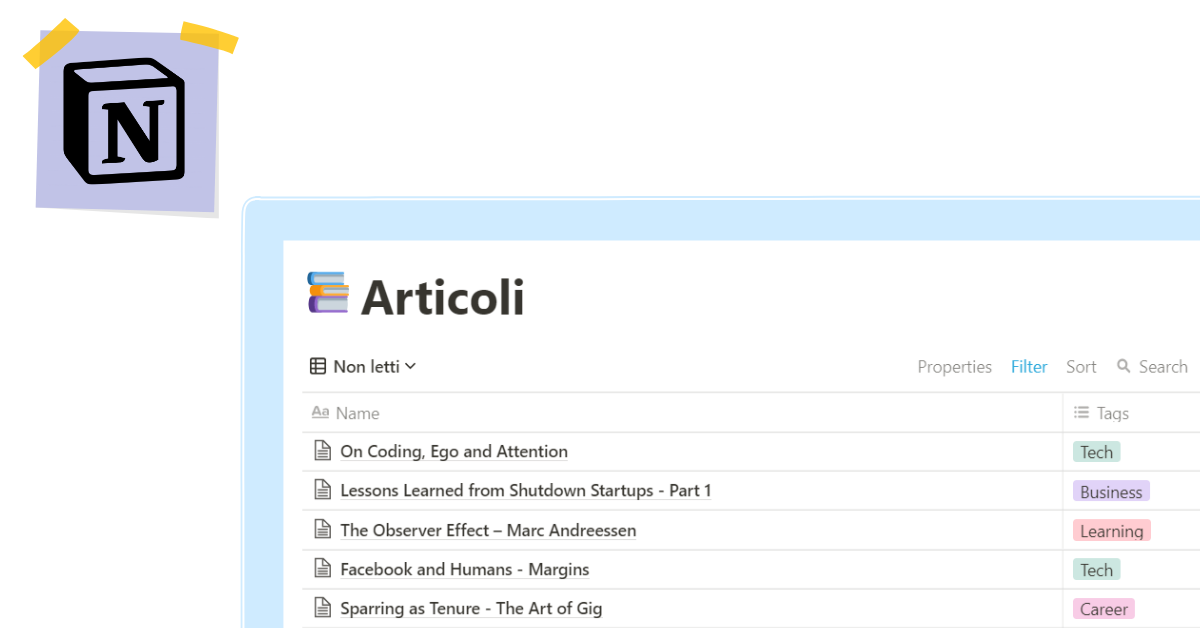 N
Articoli
Non letti
Properties Filter Sort Search
Aa Name Tags
On Coding, Ego and Attention Tech
Lessons Learned from Shutdown Startups - Part 1 Business
The Observer Effect – Marc Andreessen Learning
Facebook and Humans - Margins Tech
Sparring as Tenure - The Art of Gig Career